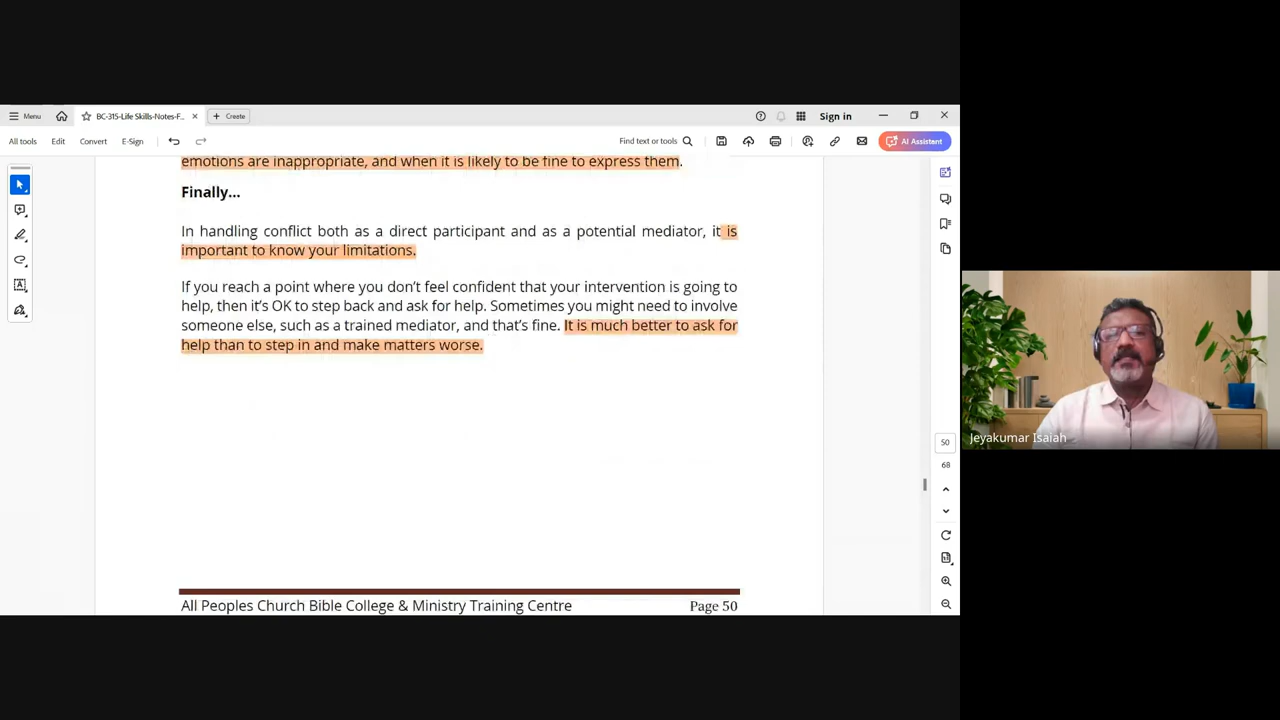 Menu
BC-315-Life Skills-Notes-F...
Create
Sign in
All tools
Edit
Convert
E-Sign
Find text or tools
AI Assistant
emotions are inappropriate, and when it is likely to be fine to express them.
Finally...
In handling conflict both as a direct participant and as a potential mediator, it is
important to know your limitations.
If you reach a point where you don't feel confident that your intervention is going to
help, then it's OK to step back and ask for help. Sometimes you might need to involve
someone else, such as a trained mediator, and that's fine. It is much better to ask for
help than to step in and make matters worse.
All Peoples Church Bible College & Ministry Training Centre Page 50
50
68
Jeyakumar Isaiah